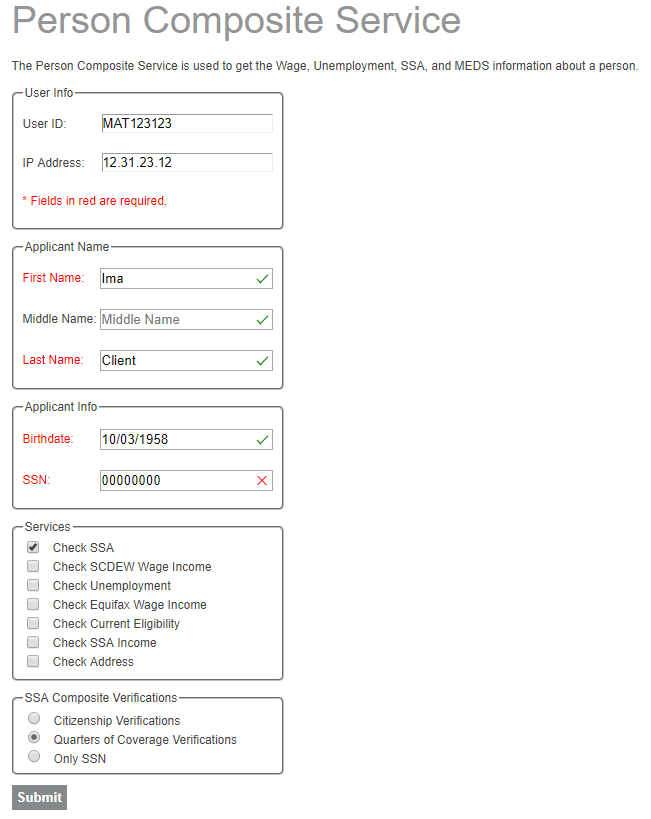 Person Composite Service
The Person Composite Service is used to get the Wage, Unemployment, SSA, and MEDS information about a person.
User Info
User ID: MAT123123
IP Address: 12.31.23.12
* Fields in red are required.
Applicant Name
First Name: Ima
Middle Name: Middle Name
Last Name: Client
Applicant Info
Birthdate: 10/03/1958
SSN: 00000000
Services
Check SSA
Check SCDEW Wage Income
Check Unemployment
Check Equifax Wage Income
Check Current Eligibility
Check SSA Income
Check Address
SSA Composite Verifications
Citizenship Verifications
Quarters of Coverage Verifications
Only SSN
Submit